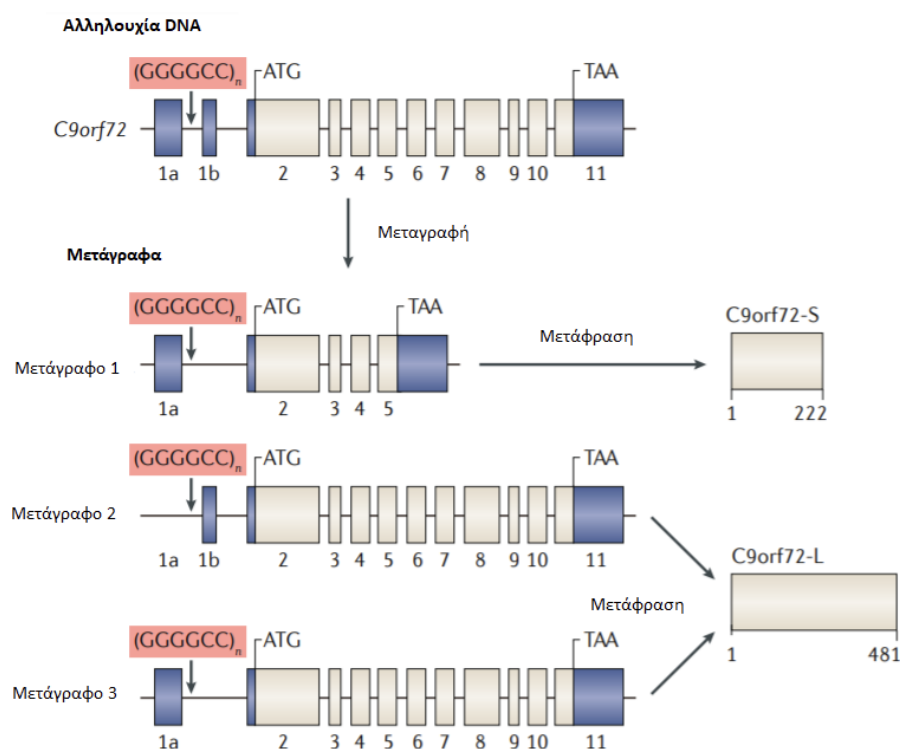 Αλληλουχία DNA
(GGGGCC)n ATG TAA
C9orf72
1a 1b 2 3 4 5 6 7 8 9 10 11
Μεταγραφή
Μετάγραφα
(GGGGCC)n ATG TAA
C9orf72-S
Μετάφραση
Μετάγραφο 1
1a 2 3 4 5
1 222
(GGGGCC)n ATG TAA
Μετάγραφο 2
1a 1b 2 3 4 5 6 7 8 9 10 11
C9orf72-L
Μετάφραση
1 481
(GGGGCC)n ATG TAA
Μετάγραφο 3
1a 2 3 4 5 6 7 8 9 10 11